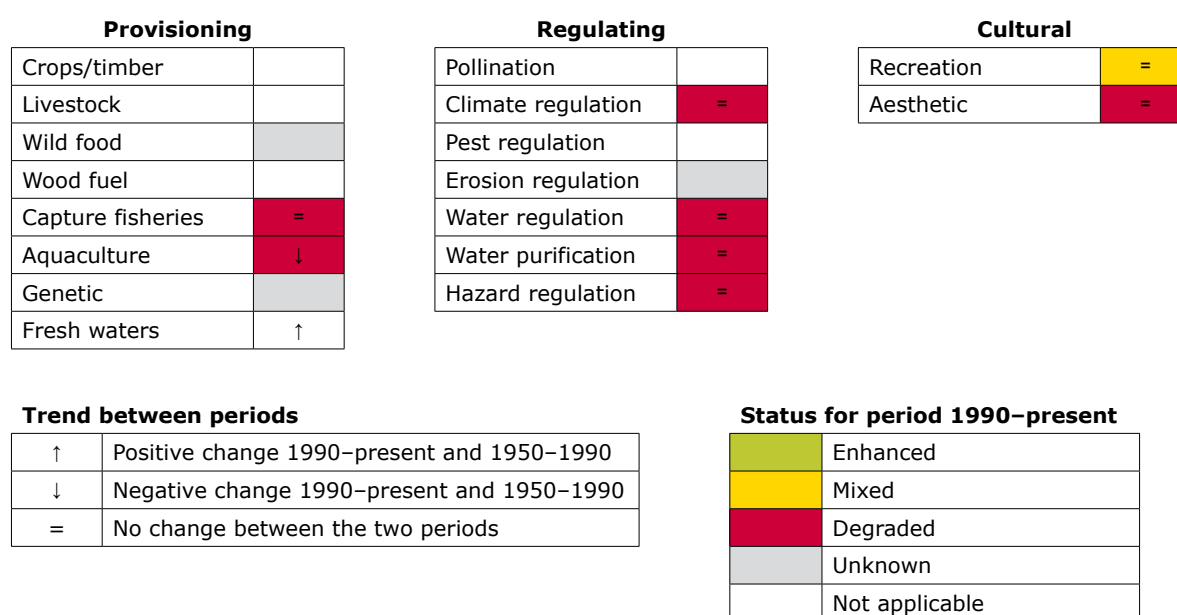 Provisioning
Crops/timber
Livestock
Wild food
Wood fuel
Capture fisheries =
Aquaculture ↓
Genetic
Fresh waters ↑
Regulating
Pollination
Climate regulation =
Pest regulation
Erosion regulation
Water regulation =
Water purification =
Hazard regulation =
Cultural
Recreation =
Aesthetic =
Trend between periods
↑ Positive change 1990–present and 1950–1990
↓ Negative change 1990–present and 1950–1990
= No change between the two periods
Status for period 1990–present
Enhanced
Mixed
Degraded
Unknown
Not applicable